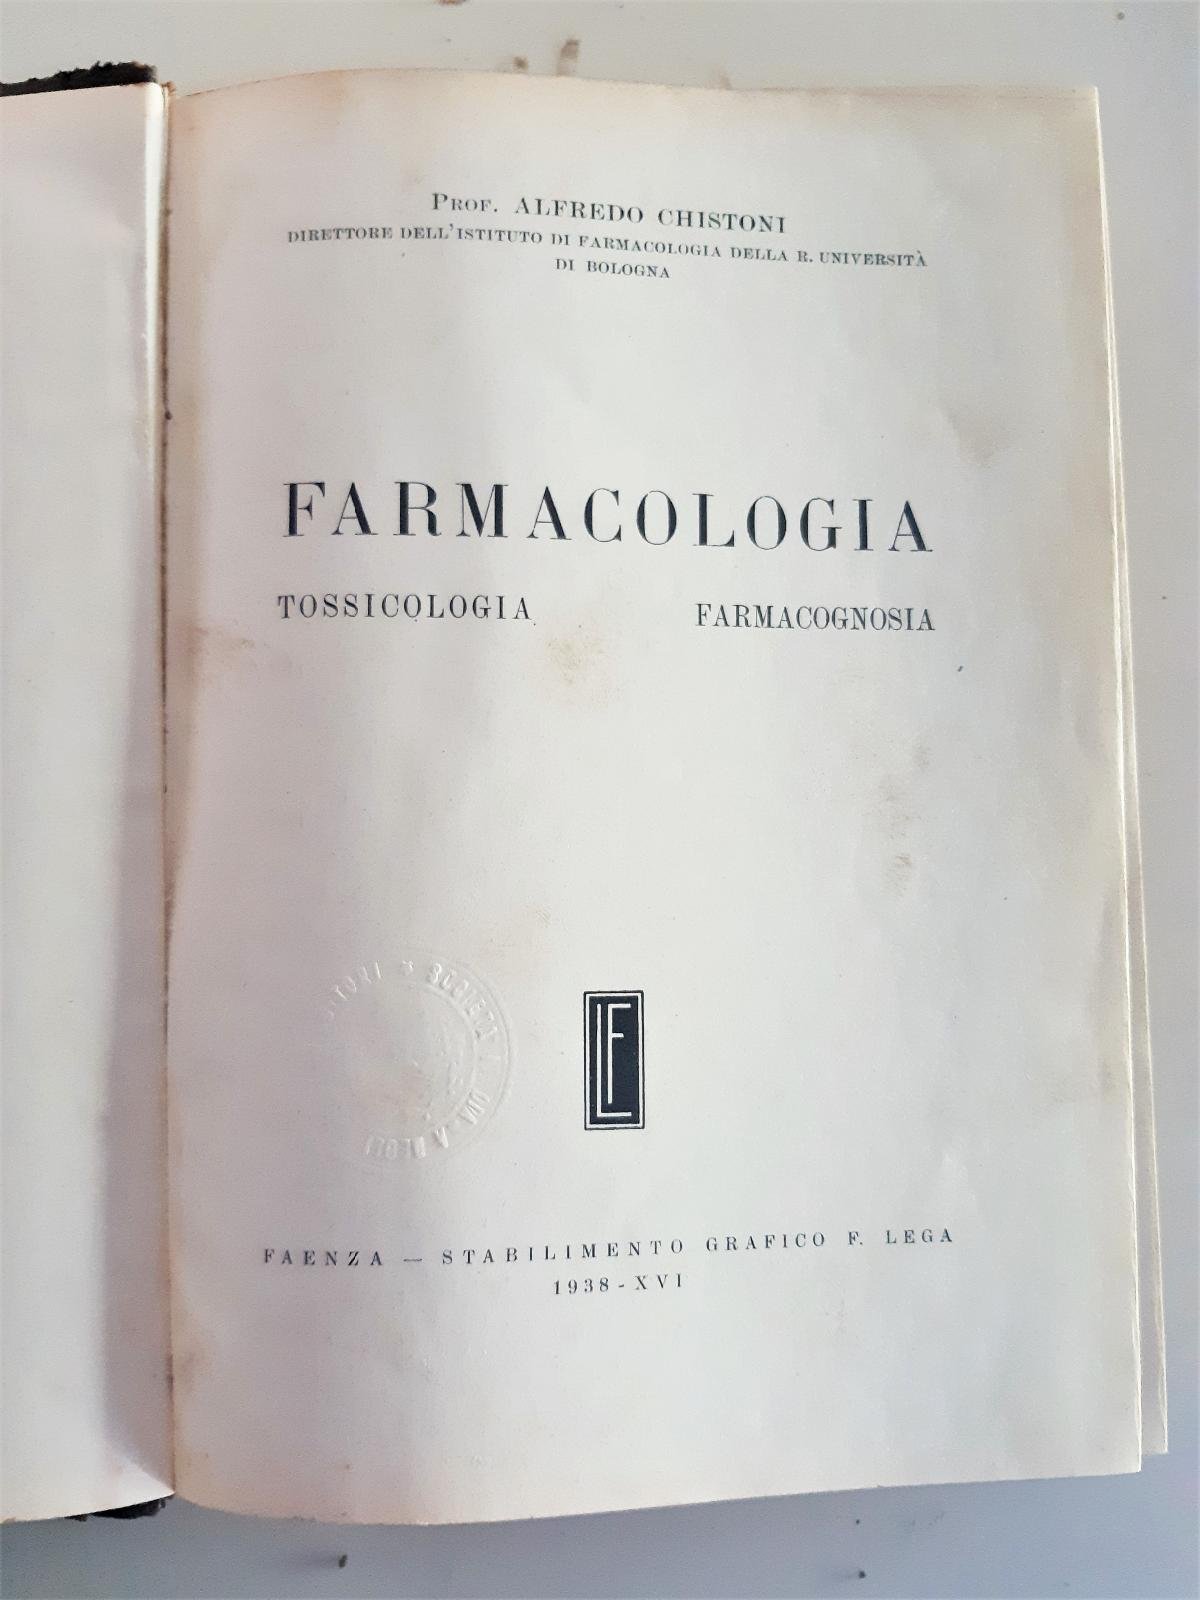 PROF. ALFREDO CHISTONI
DIRETTORE DELL'ISTITUTO DI FARMACOLOGIA DELLA R. UNIVERSITÀ
DI BOLOGNA
FARMACOLOGIA
TOSSICOLOGIA FARMACOGNOSIA
LF
FAENZA — STABILIMENTO GRAFICO F. LEGA
1938 - XVI